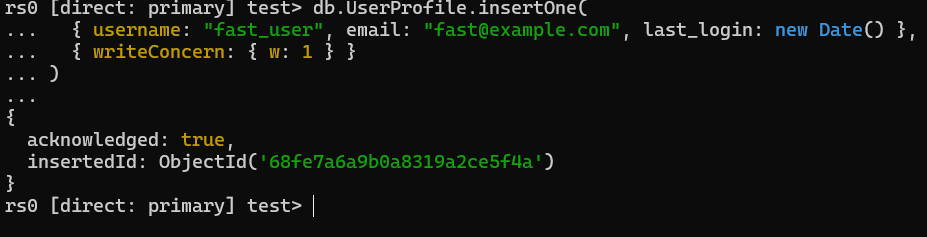 rs0 [direct: primary] test> db.UserProfile.insertOne(
...   { username: "fast_user", email: "fast@example.com", last_login: new Date() },
...   { writeConcern: { w: 1 } }
... )
...
{
  acknowledged: true,
  insertedId: ObjectId('68fe7a6a9b0a8319a2ce5f4a')
}
rs0 [direct: primary] test>